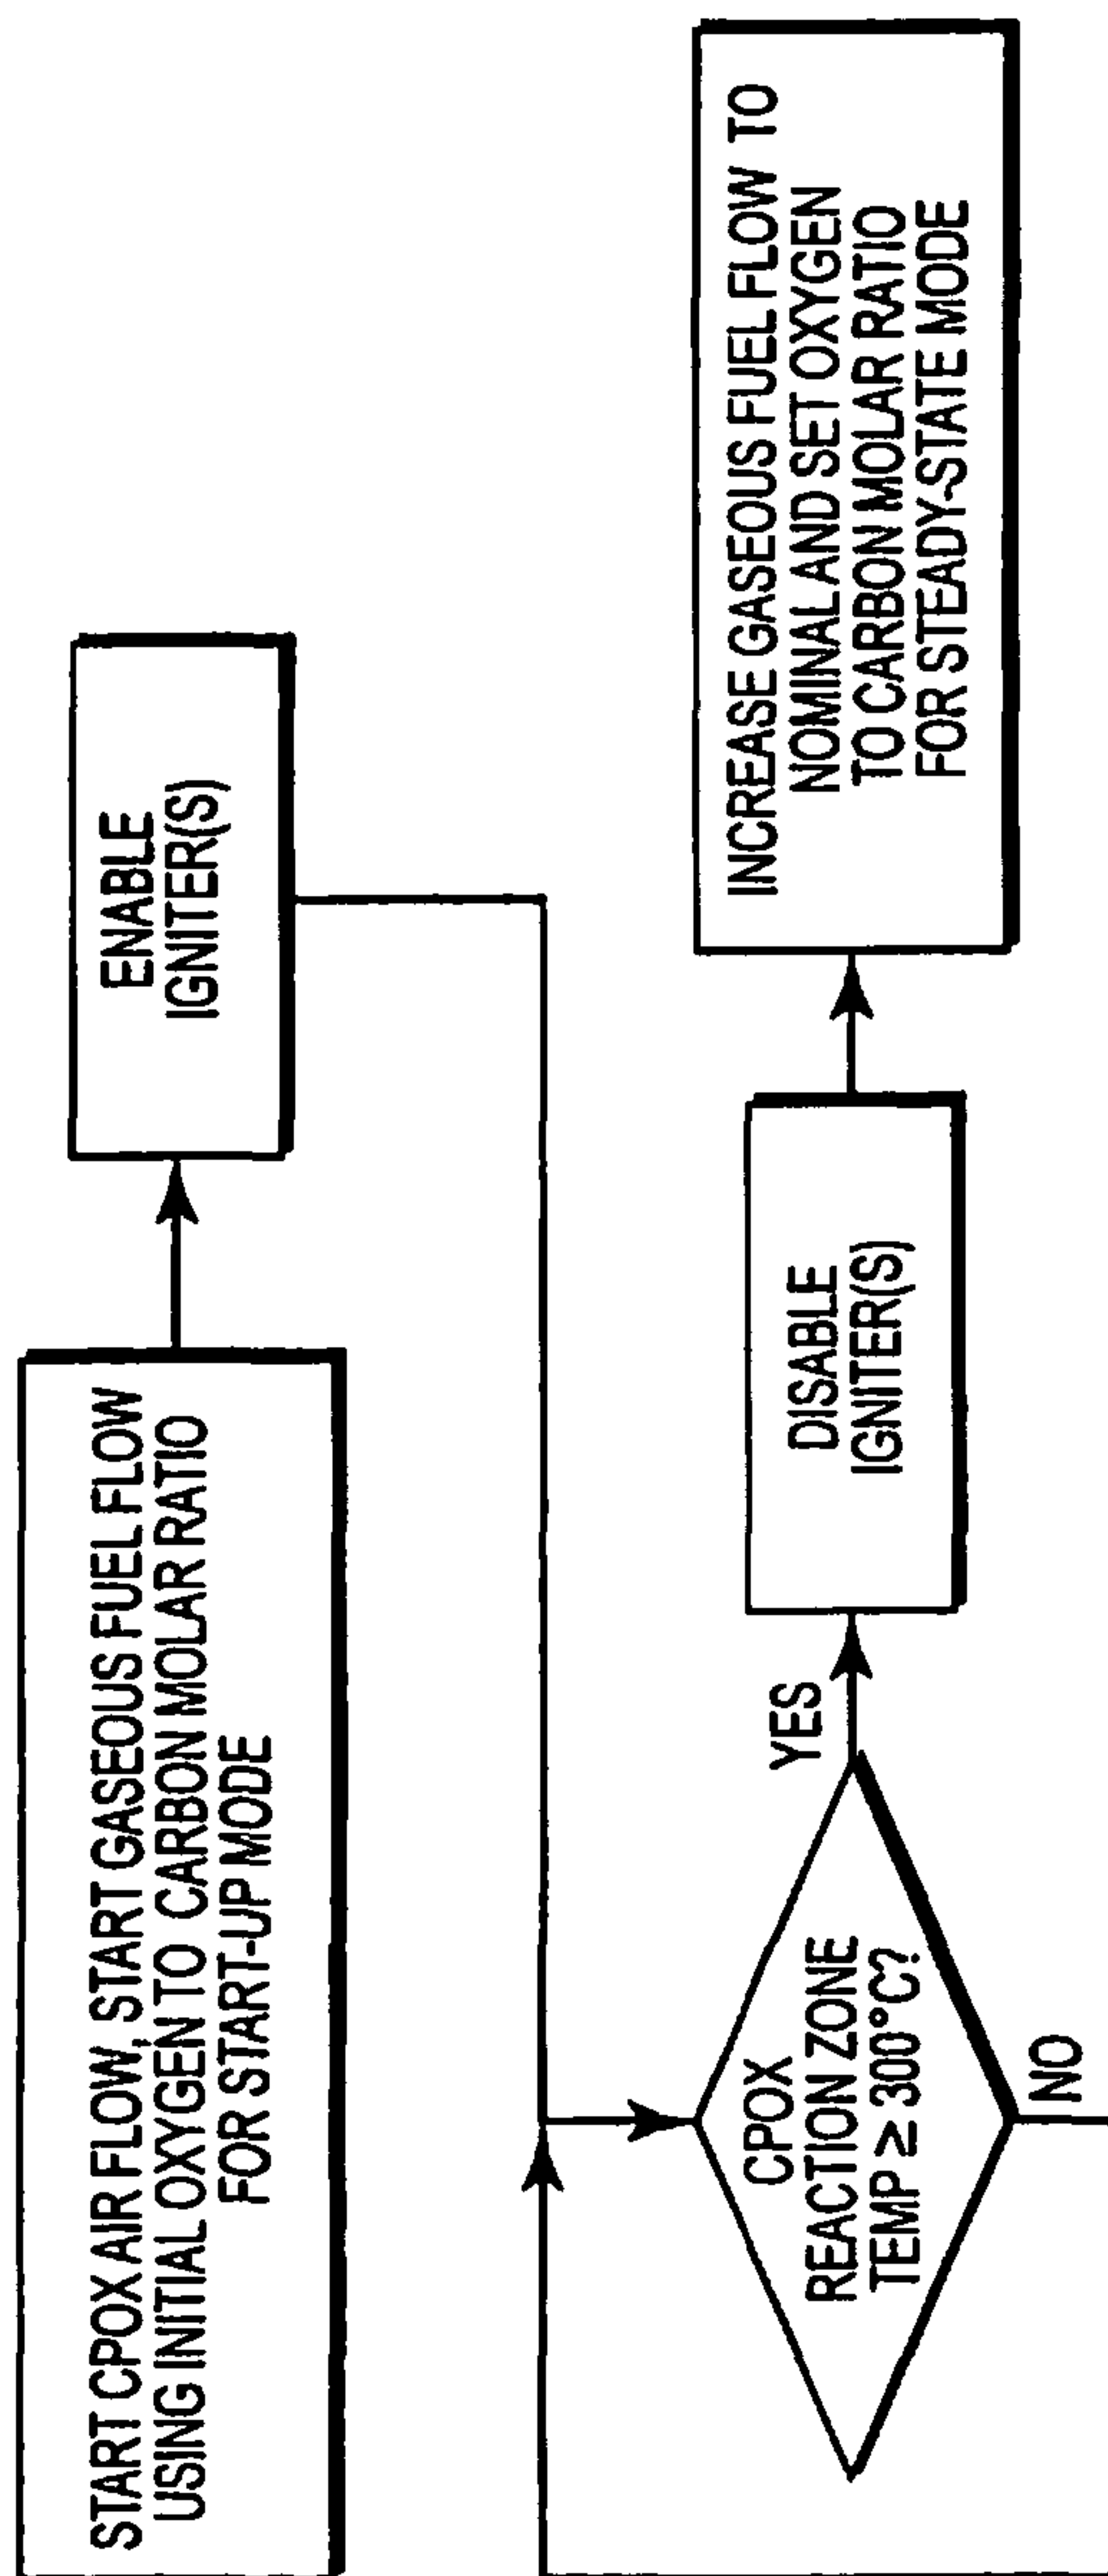 START CPOX AIR FLOW, START GASEOUS FUEL FLOW
USING INITIAL OXYGEN TO CARBON MOLAR RATIO
FOR START-UP MODE
ENABLE
IGNITER(S)
CPOX
REACTION ZONE
TEMP ≥ 300°C?
YES
NO
DISABLE
IGNITER(S)
INCREASE GASEOUS FUEL FLOW TO
NOMINAL AND SET OXYGEN
TO CARBON MOLAR RATIO
FOR STEADY-STATE MODE